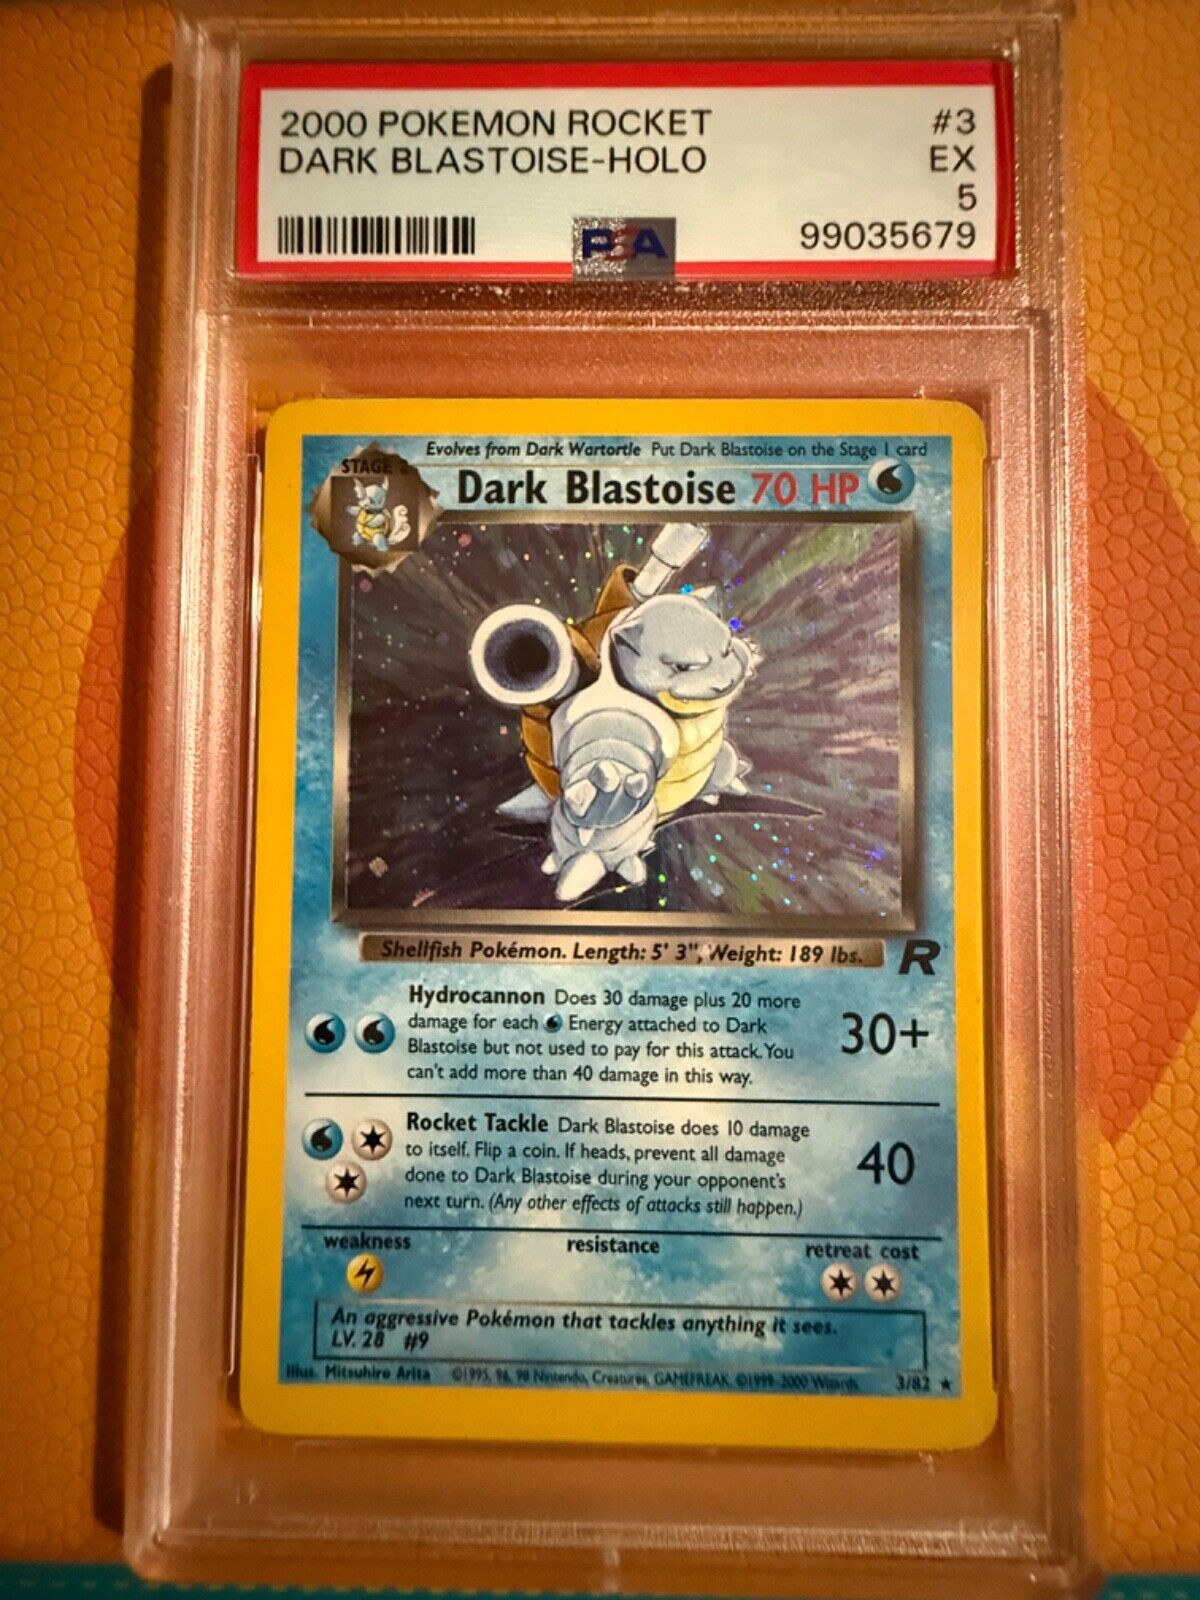 2000 POKEMON ROCKET #3
DARK BLASTOISE-HOLO EX
5
PSA 99035679
Evolves from Dark Wartortle Put Dark Blastoise on the Stage 1 card
STAGE
Dark Blastoise 70 HP
Shellfish Pokémon. Length: 5' 3", Weight: 189 lbs.
R
Hydrocannon Does 30 damage plus 20 more
damage for each Energy attached to Dark
Blastoise but not used to pay for this attack. You
can't add more than 40 damage in this way.
30+
Rocket Tackle Dark Blastoise does 10 damage
to itself. Flip a coin. If heads, prevent all damage
done to Dark Blastoise during your opponent's
next turn. (Any other effects of attacks still happen.)
40
weakness resistance retreat cost
An aggressive Pokémon that tackles anything it sees.
LV. 28 #9
Illus. Mitsuhiro Arita ©1995, 96, 98 Nintendo, Creatures, GAMEFREAK. ©1999-2000 Wizards 3/82 ★